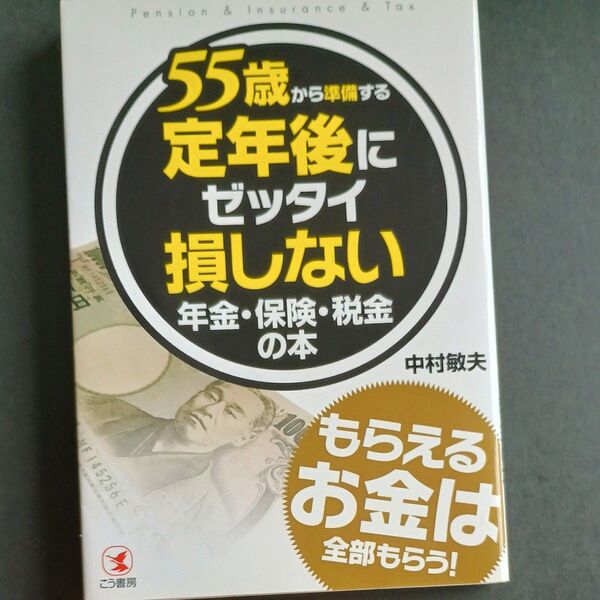 Pension & Insurance & Tax
55歳から準備する
定年後に
ゼッタイ
損しない
年金・保険・税金
の本
中村敏夫
もらえる
お金は
全部もらう!
MF145256E
こう書房